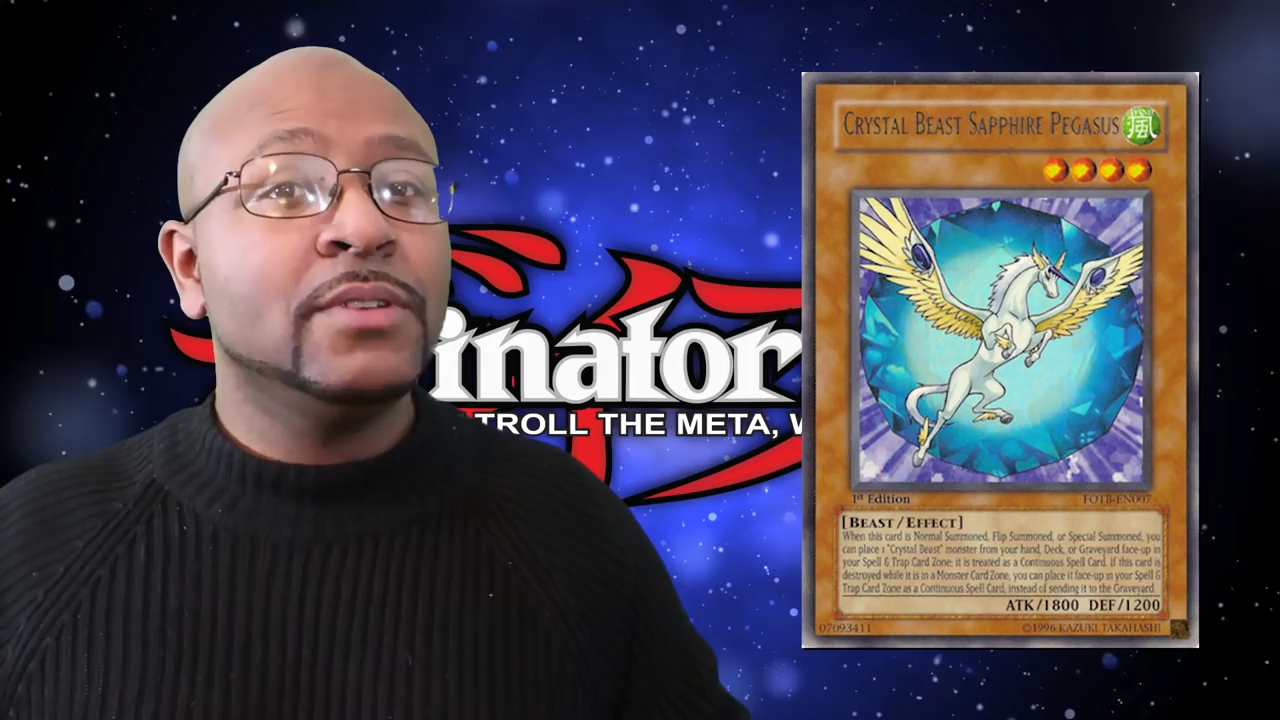 inator
TROLL THE META, W
CRYSTAL BEAST SAPPHIRE PEGASUS
WIND
風
1st Edition
FOTB-EN007
[BEAST/EFFECT]
When this card is Normal Summoned, Flip Summoned, or Special Summoned, you
can place 1 "Crystal Beast" monster from your hand, Deck, or Graveyard face-up in
your Spell & Trap Card Zone; it is treated as a Continuous Spell Card. If this card is
destroyed while it is in a Monster Card Zone, you can place it face-up in your Spell &
Trap Card Zone as a Continuous Spell Card, instead of sending it to the Graveyard.
ATK/1800 DEF/1200
07093411
©1996 KAZUKI TAKAHASHI